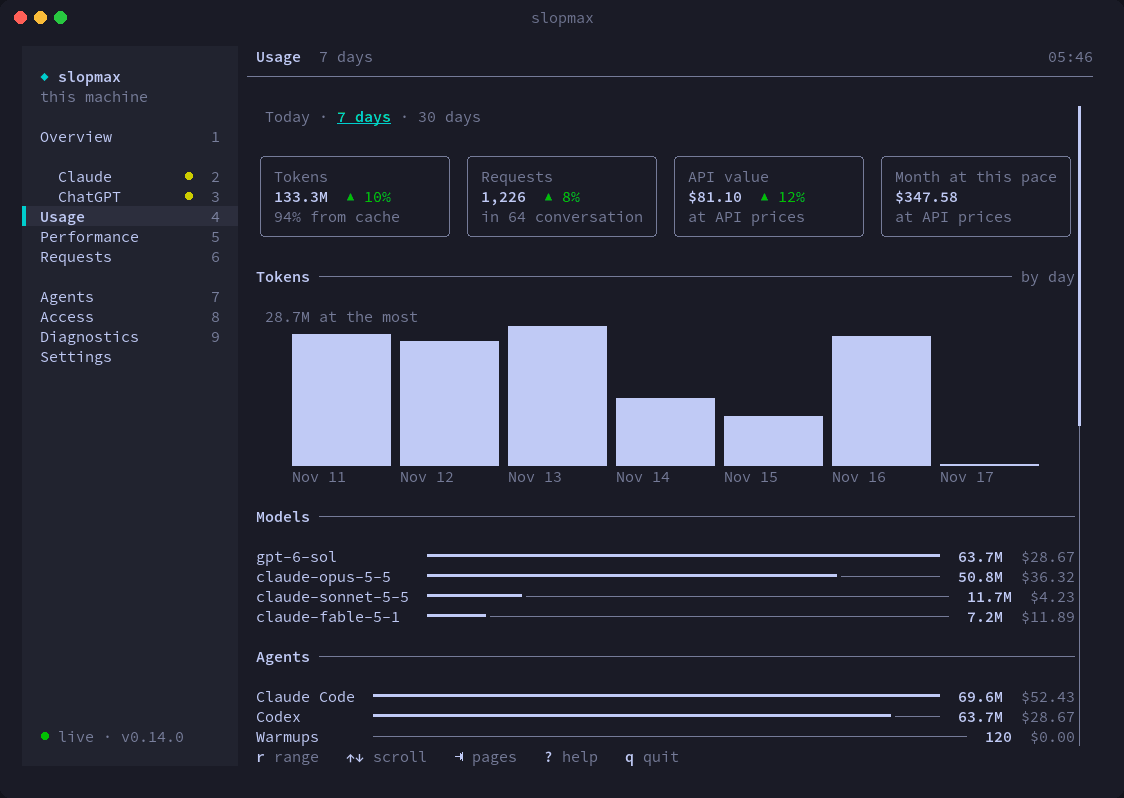 slopmax
◆ slopmax
this machine
Overview 1
Claude ● 2
ChatGPT ● 3
Usage 4
Performance 5
Requests 6
Agents 7
Access 8
Diagnostics 9
Settings
● live · v0.14.0
Usage 7 days 05:46
Today · 7 days · 30 days
Tokens
133.3M ▲ 10%
94% from cache
Requests
1,226 ▲ 8%
in 64 conversation
API value
$81.10 ▲ 12%
at API prices
Month at this pace
$347.58
at API prices
Tokens by day
28.7M at the most
Nov 11 Nov 12 Nov 13 Nov 14 Nov 15 Nov 16 Nov 17
Models
gpt-6-sol 63.7M $28.67
claude-opus-5-5 50.8M $36.32
claude-sonnet-5-5 11.7M $4.23
claude-fable-5-1 7.2M $11.89
Agents
Claude Code 69.6M $52.43
Codex 63.7M $28.67
Warmups 120 $0.00
r range ↑↓ scroll ⇥ pages ? help q quit